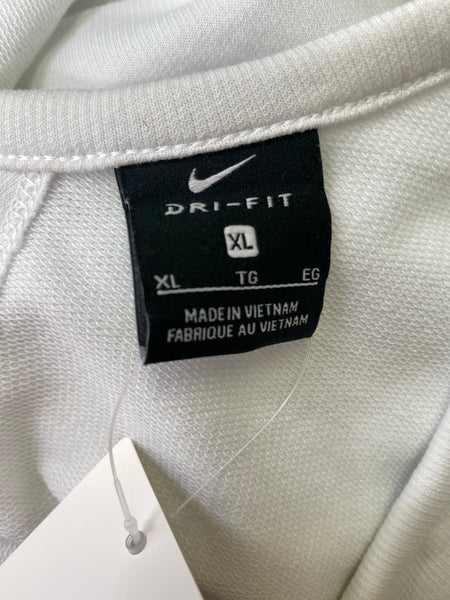 DRI-FIT
XL
XL TG EG
MADE IN VIETNAM
FABRIQUE AU VIETNAM